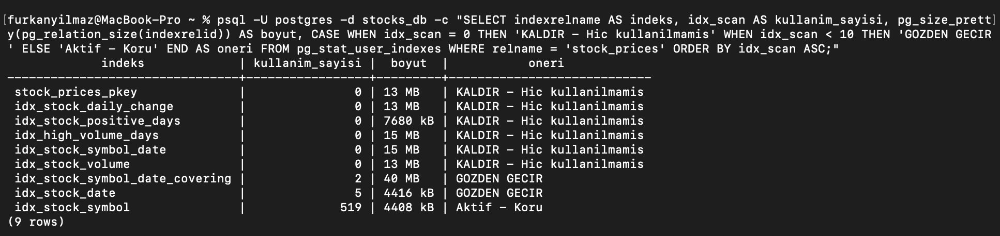 [furkanyilmaz@MacBook-Pro ~ % psql -U postgres -d stocks_db -c "SELECT indexrelname AS indeks, idx_scan AS kullanim_sayisi, pg_size_prett]
y(pg_relation_size(indexrelid)) AS boyut, CASE WHEN idx_scan = 0 THEN 'KALDIR - Hic kullanilmamis' WHEN idx_scan < 10 THEN 'GOZDEN GECIR
' ELSE 'Aktif - Koru' END AS oneri FROM pg_stat_user_indexes WHERE relname = 'stock_prices' ORDER BY idx_scan ASC;"
             indeks             | kullanim_sayisi |  boyut  |           oneri
--------------------------------+-----------------+---------+----------------------------
 stock_prices_pkey              |               0 | 13 MB   | KALDIR - Hic kullanilmamis
 idx_stock_daily_change         |               0 | 13 MB   | KALDIR - Hic kullanilmamis
 idx_stock_positive_days        |               0 | 7680 kB | KALDIR - Hic kullanilmamis
 idx_high_volume_days           |               0 | 15 MB   | KALDIR - Hic kullanilmamis
 idx_stock_symbol_date          |               0 | 15 MB   | KALDIR - Hic kullanilmamis
 idx_stock_volume               |               0 | 13 MB   | KALDIR - Hic kullanilmamis
 idx_stock_symbol_date_covering |               2 | 40 MB   | GOZDEN GECIR
 idx_stock_date                 |               5 | 4416 kB | GOZDEN GECIR
 idx_stock_symbol               |             519 | 4408 kB | Aktif - Koru
(9 rows)